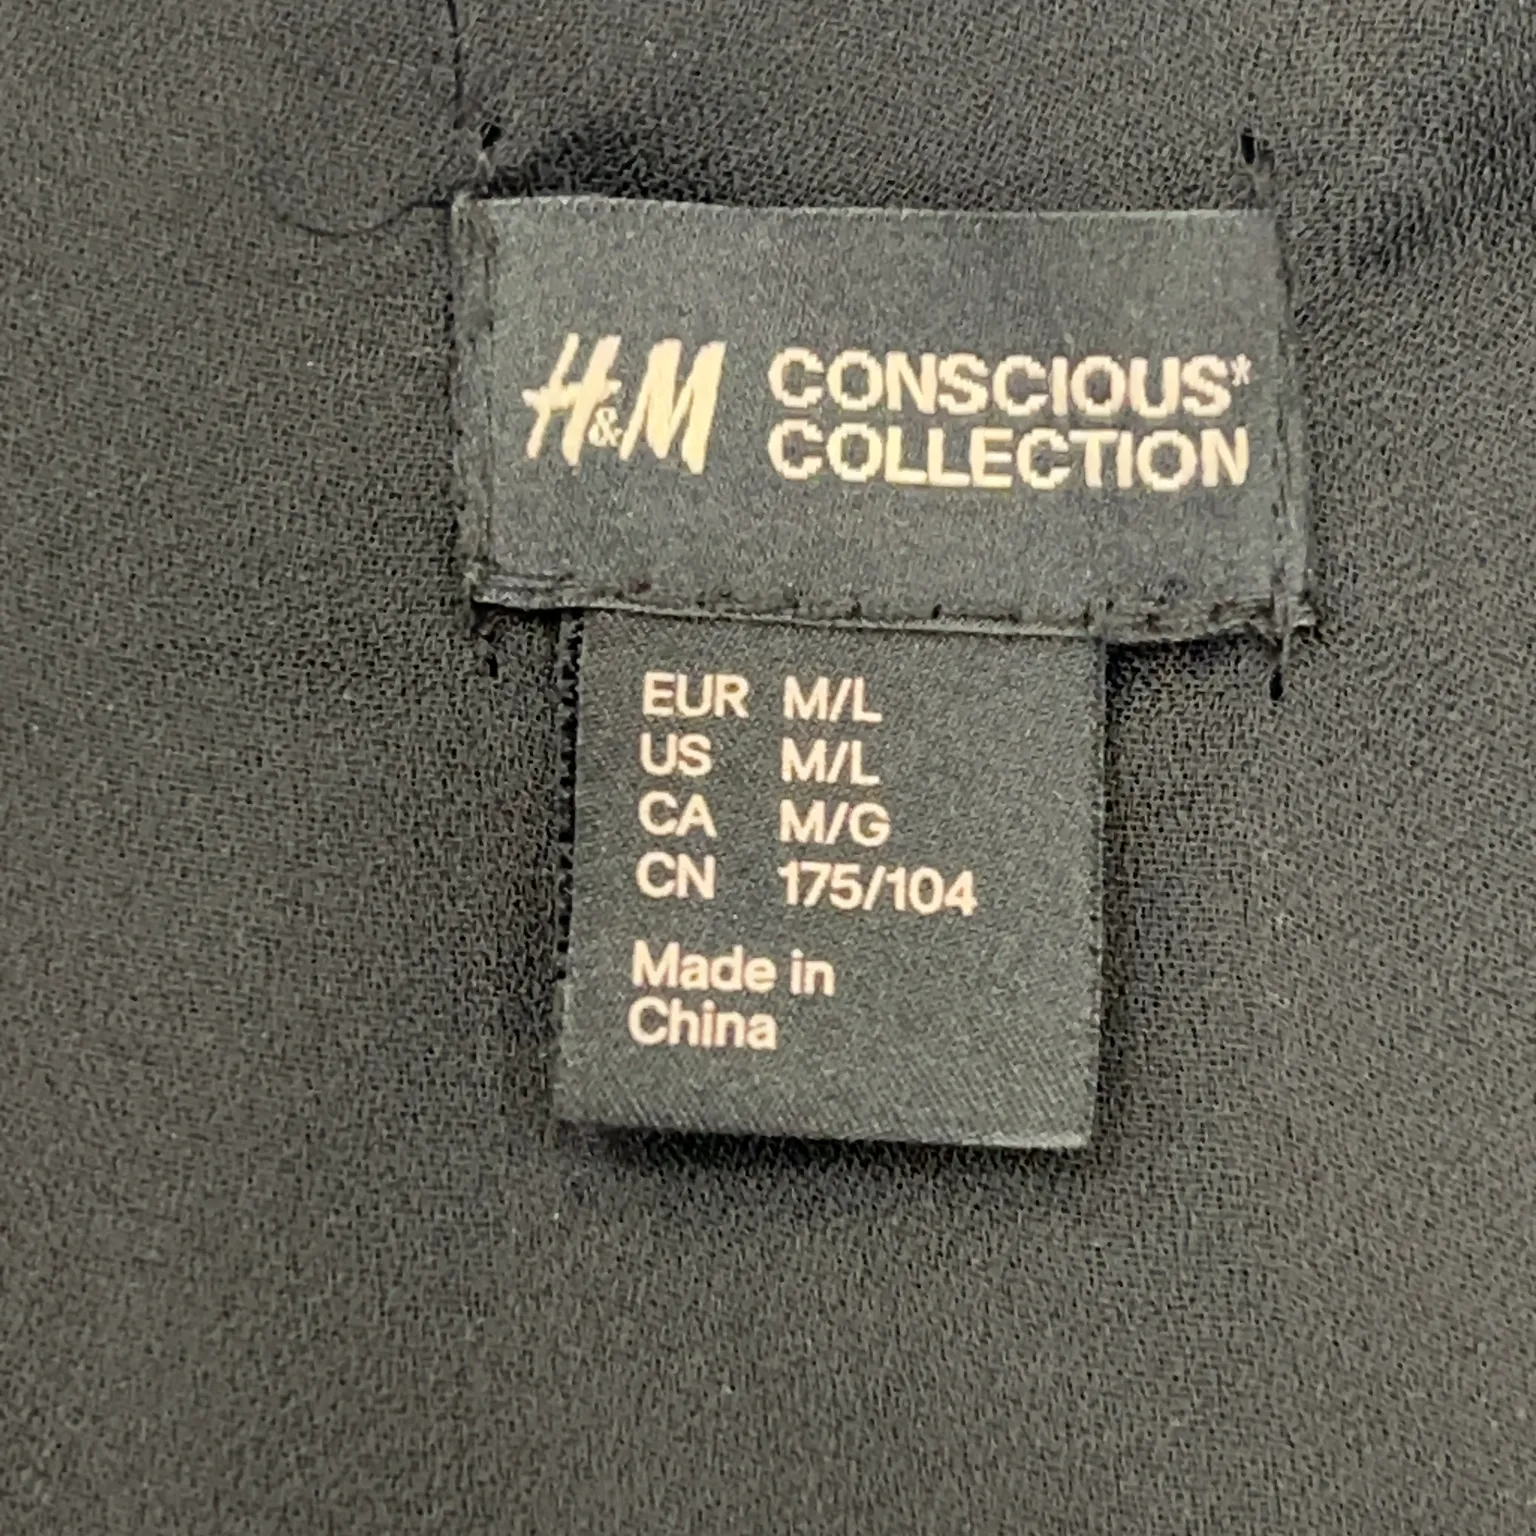 H&M CONSCIOUS*
COLLECTION
EUR M/L
US M/L
CA M/G
CN 175/104
Made in
China